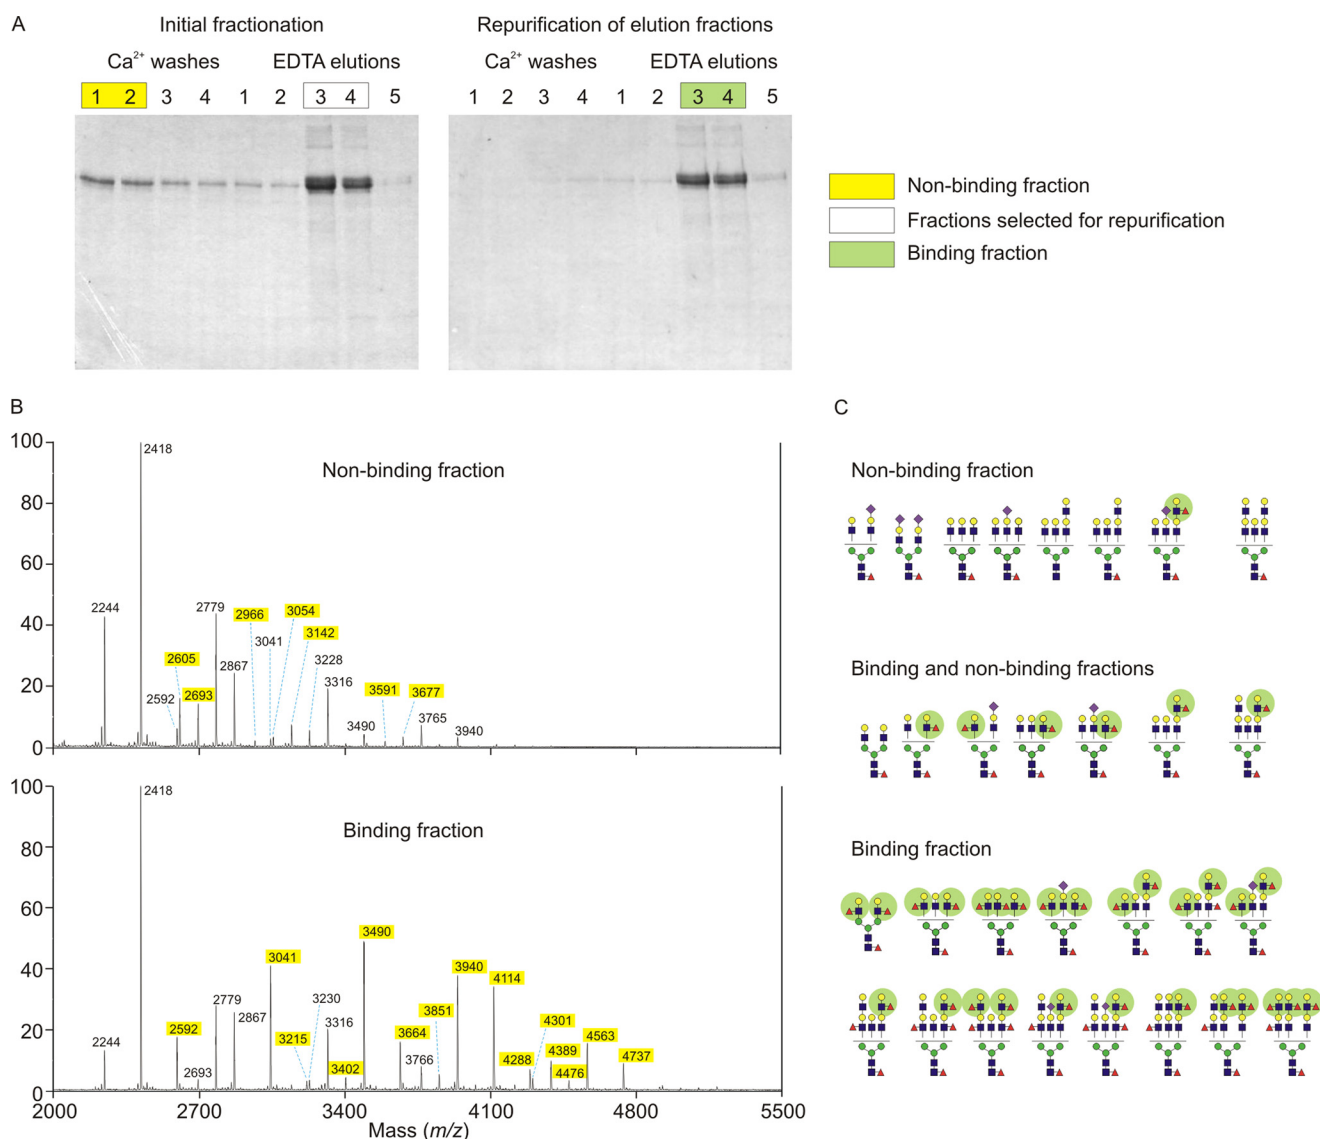 A
Initial fractionation
Repurification of elution fractions
Ca²⁺ washes
EDTA elutions
Ca²⁺ washes
EDTA elutions
1 2 3 4 1 2 3 4 5
1 2 3 4 1 2 3 4 5
Non-binding fraction
Fractions selected for repurification
Binding fraction
B
C
100
80
60
40
20
0
Non-binding fraction
2418
2244
2592
2605
2693
2779
2867
2966
3041
3054
3142
3228
3316
3490
3591
3677
3765
3940
100
80
60
40
20
0
Binding fraction
2418
2244
2592
2693
2779
2867
3041
3215
3230
3316
3402
3490
3664
3766
3851
3940
4114
4288
4301
4389
4476
4563
4737
2000 2700 3400 4100 4800 5500
Mass (m/z)
Non-binding fraction
Binding and non-binding fractions
Binding fraction